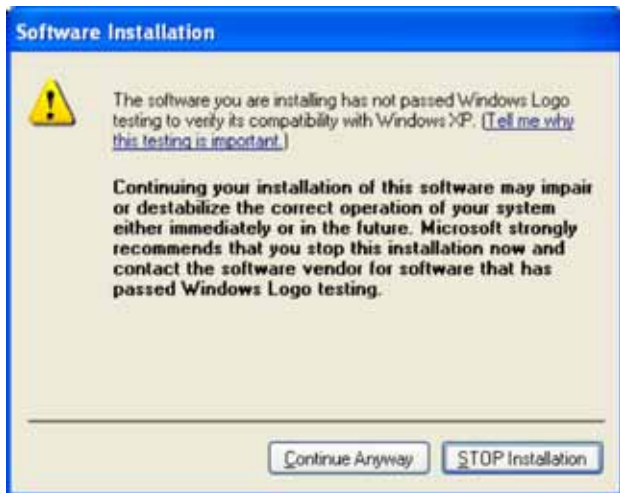 Software Installation
The software you are installing has not passed Windows Logo
testing to verify its compatibility with Windows XP. (Tell me why
this testing is important.)
Continuing your installation of this software may impair
or destabilize the correct operation of your system
either immediately or in the future. Microsoft strongly
recommends that you stop this installation now and
contact the software vendor for software that has
passed Windows Logo testing.
Continue Anyway STOP Installation